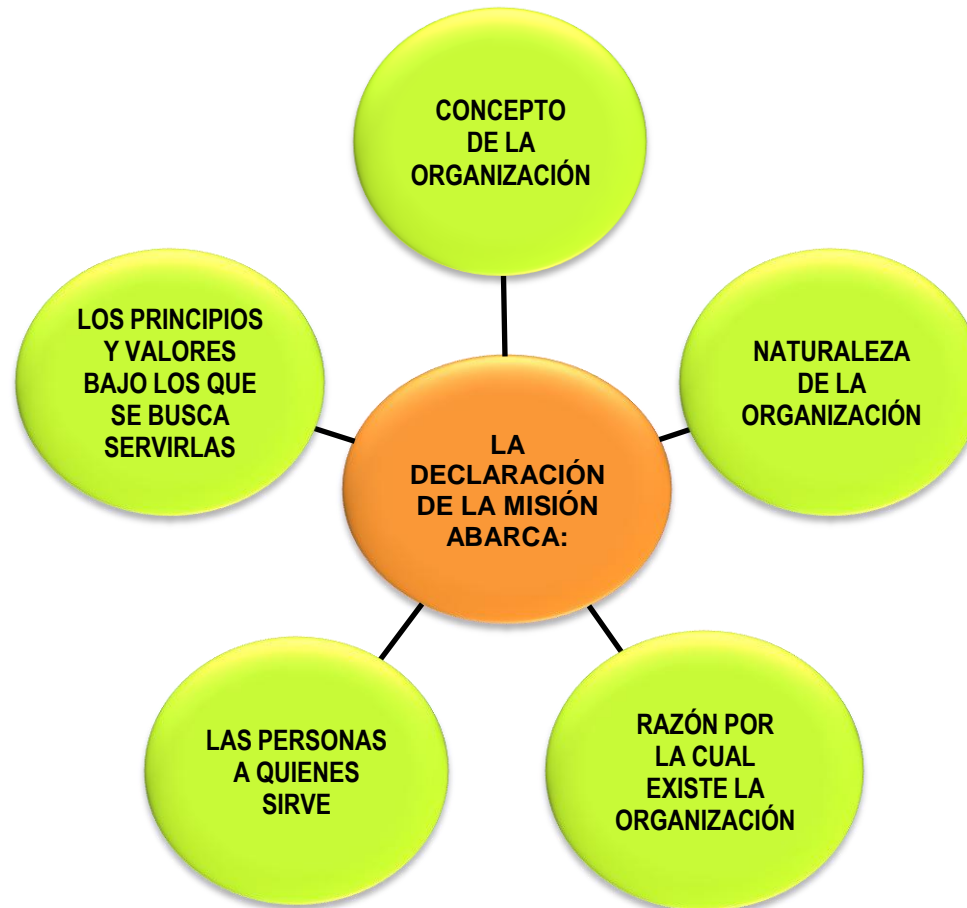 CONCEPTO
DE LA
ORGANIZACIÓN
NATURALEZA
DE LA
ORGANIZACIÓN
RAZÓN POR
LA CUAL
EXISTE LA
ORGANIZACIÓN
LAS PERSONAS
A QUIENES
SIRVE
LOS PRINCIPIOS
Y VALORES
BAJO LOS QUE
SE BUSCA
SERVIRLAS
LA
DECLARACIÓN
DE LA MISIÓN
ABARCA: